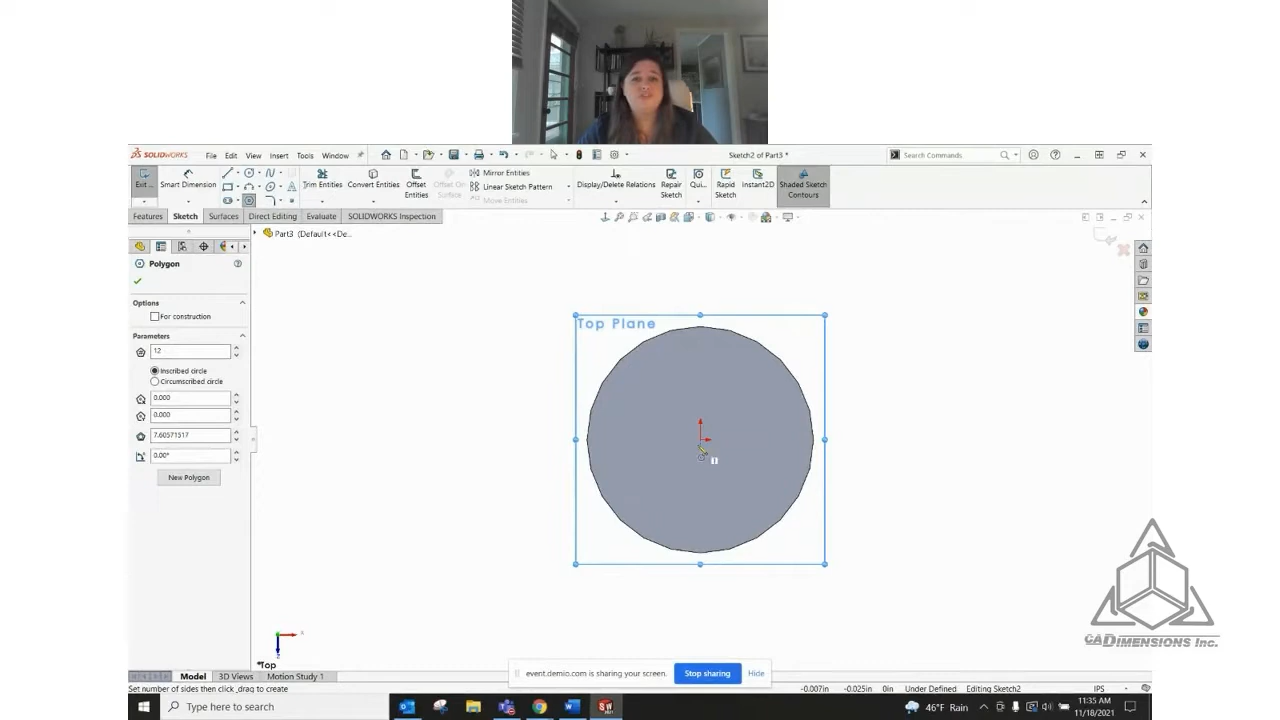 SOLIDWORKS File Edit View Insert Tools Window Sketch2 of Part3 * Search Commands
Exit... Smart Dimension Trim Entities Convert Entities Offset Entities Offset On Surface Mirror Entities Linear Sketch Pattern Move Entities Display/Delete Relations Repair Sketch Qui... Rapid Sketch Instant2D Shaded Sketch Contours
Features Sketch Surfaces Direct Editing Evaluate SOLIDWORKS Inspection
Part3 (Default<<De...
Polygon
Options
For construction
Parameters
12
Inscribed circle
Circumscribed circle
0.000
0.000
7.60571517
0.00°
New Polygon
Top Plane
CADIMENSIONS Inc.
*Top
event.demio.com is sharing your screen. Stop sharing Hide
Model 3D Views Motion Study 1
Set number of sides then click_drag to create -0.007in -0.025in 0in Under Defined Editing Sketch2 IPS
Type here to search 46°F Rain 11:35 AM
11/18/2021